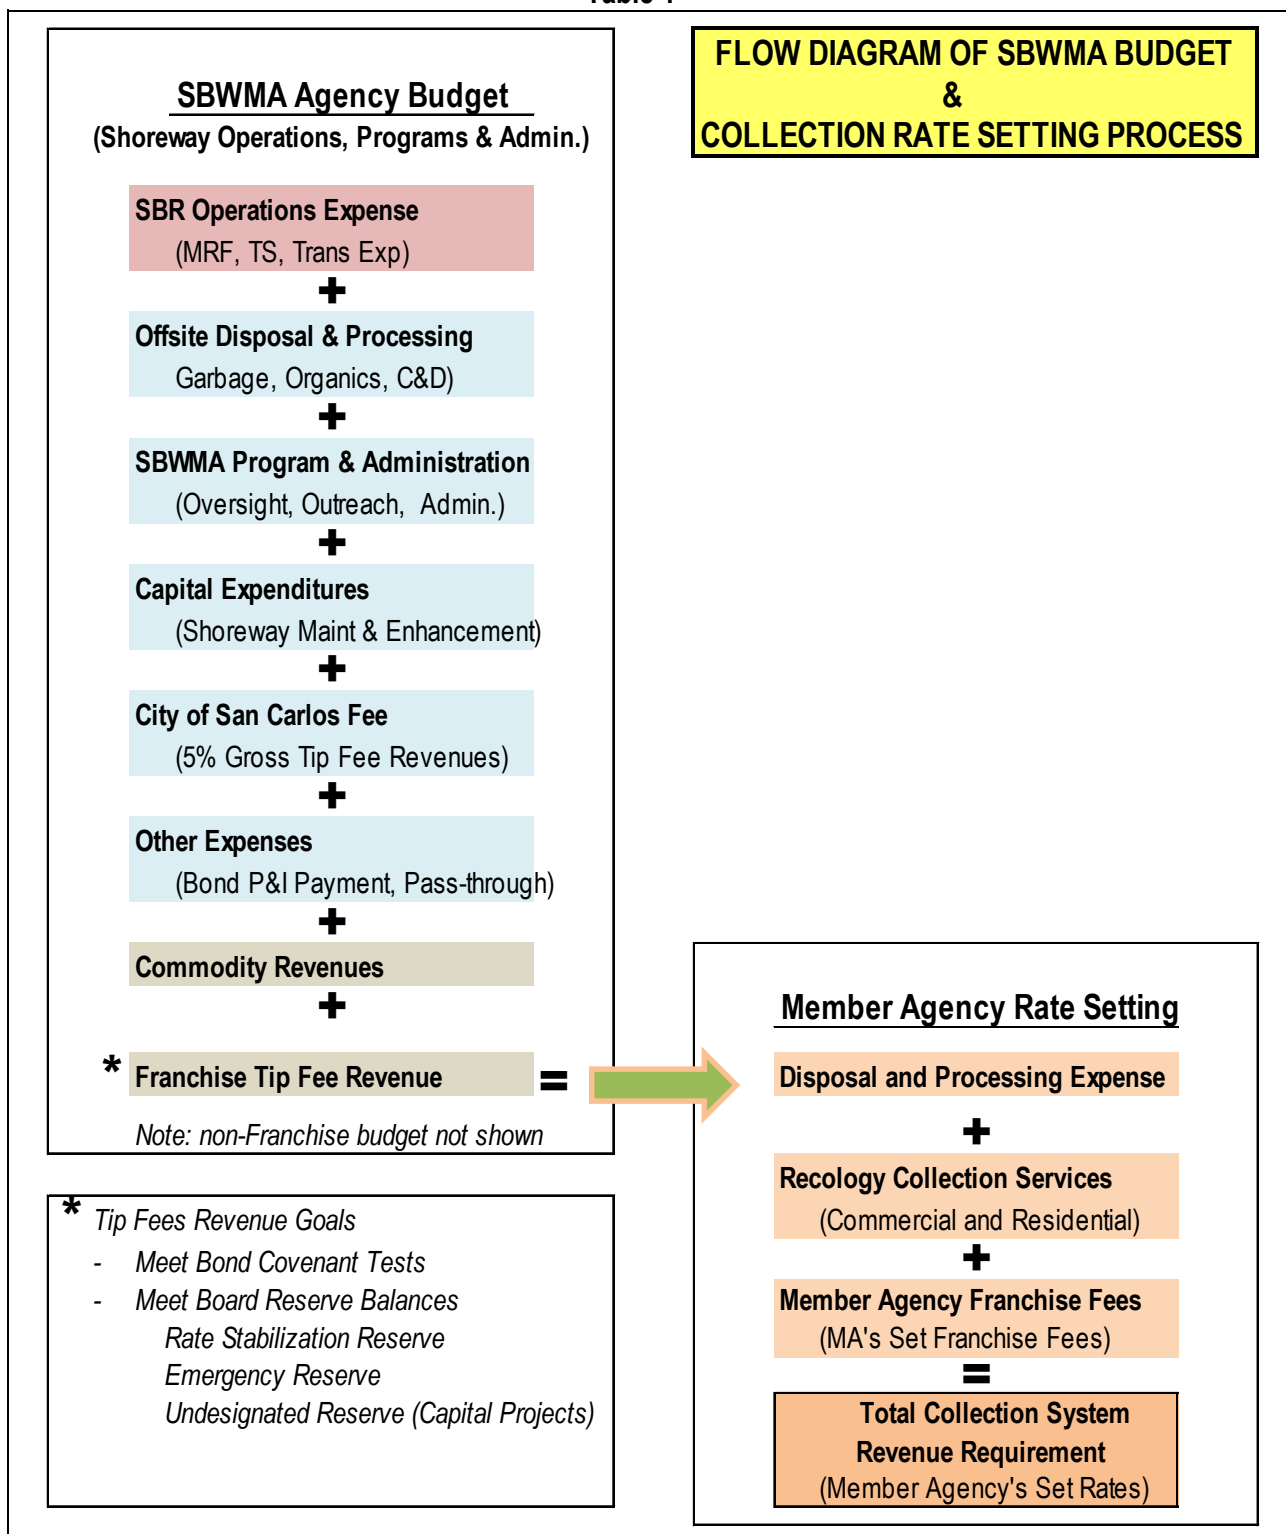 SBWMA Agency Budget
(Shoreway Operations, Programs & Admin.)
SBR Operations Expense
(MRF, TS, Trans Exp)
+
Offsite Disposal & Processing
Garbage, Organics, C&D)
+
SBWMA Program & Administration
(Oversight, Outreach, Admin.)
+
Capital Expenditures
(Shoreway Maint & Enhancement)
+
City of San Carlos Fee
(5% Gross Tip Fee Revenues)
+
Other Expenses
(Bond P&I Payment, Pass-through)
+
Commodity Revenues
+
* Franchise Tip Fee Revenue =
Note: non-Franchise budget not shown
* Tip Fees Revenue Goals
- Meet Bond Covenant Tests
- Meet Board Reserve Balances
Rate Stabilization Reserve
Emergency Reserve
Undesignated Reserve (Capital Projects)
FLOW DIAGRAM OF SBWMA BUDGET
&
COLLECTION RATE SETTING PROCESS
Member Agency Rate Setting
Disposal and Processing Expense
+
Recology Collection Services
(Commercial and Residential)
+
Member Agency Franchise Fees
(MA's Set Franchise Fees)
=
Total Collection System
Revenue Requirement
(Member Agency's Set Rates)